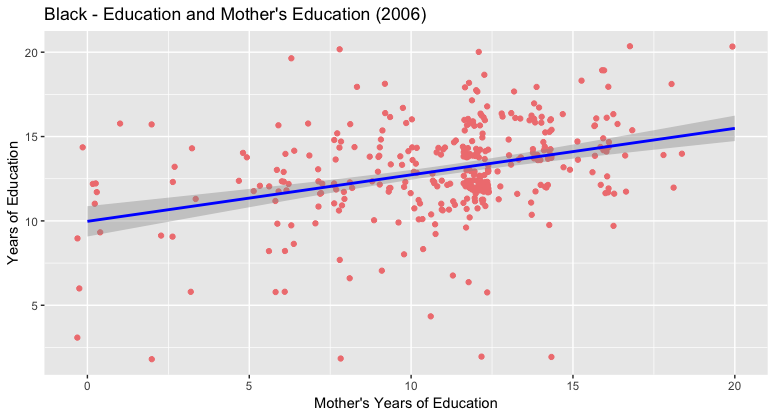 Black - Education and Mother's Education (2006)
20
15
10
5
Years of Education
0 5 10 15 20
Mother's Years of Education